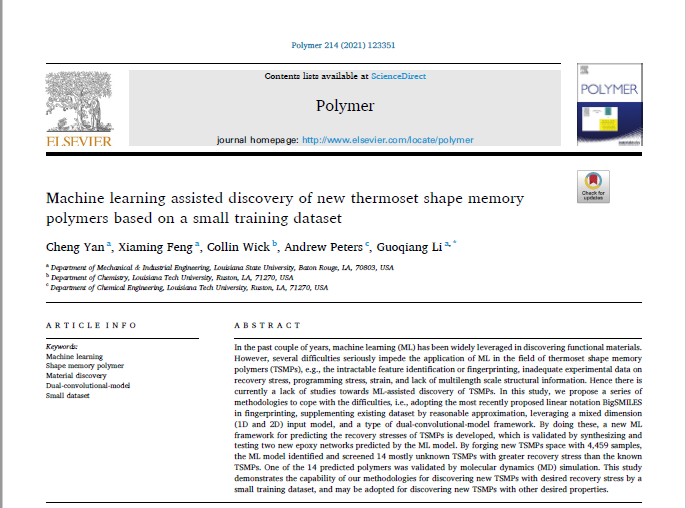 Polymer 214 (2021) 123351
Contents lists available at ScienceDirect
Polymer
journal homepage: http://www.elsevier.com/locate/polymer
ELSEVIER
POLYMER
Check for
updates
Machine learning assisted discovery of new thermoset shape memory
polymers based on a small training dataset
Cheng Yan a, Xiaming Feng a, Collin Wick b, Andrew Peters c, Guoqiang Li a,*
a Department of Mechanical & Industrial Engineering, Louisiana State University, Baton Rouge, LA, 70803, USA
b Department of Chemistry, Louisiana Tech University, Ruston, LA, 71270, USA
c Department of Chemical Engineering, Louisiana Tech University, Ruston, LA, 71270, USA
ARTICLE INFO
Keywords:
Machine learning
Shape memory polymer
Material discovery
Dual-convolutional-model
Small dataset
ABSTRACT
In the past couple of years, machine learning (ML) has been widely leveraged in discovering functional materials.
However, several difficulties seriously impede the application of ML in the field of thermoset shape memory
polymers (TSMPs), e.g., the intractable feature identification or fingerprinting, inadequate experimental data on
recovery stress, programming stress, strain, and lack of multilength scale structural information. Hence there is
currently a lack of studies towards ML-assisted discovery of TSMPs. In this study, we propose a series of
methodologies to cope with the difficulties, i.e., adopting the most recently proposed linear notation BigSMILES
in fingerprinting, supplementing existing dataset by reasonable approximation, leveraging a mixed dimension
(1D and 2D) input model, and a type of dual-convolutional-model framework. By doing these, a new ML
framework for predicting the recovery stresses of TSMPs is developed, which is validated by synthesizing and
testing two new epoxy networks predicted by the ML model. By forging new TSMPs space with 4,459 samples,
the ML model identified and screened 14 mostly unknown TSMPs with greater recovery stress than the known
TSMPs. One of the 14 predicted polymers was validated by molecular dynamics (MD) simulation. This study
demonstrates the capability of our methodologies for discovering new TSMPs with desired recovery stress by a
small training dataset, and may be adopted for discovering new TSMPs with other desired properties.